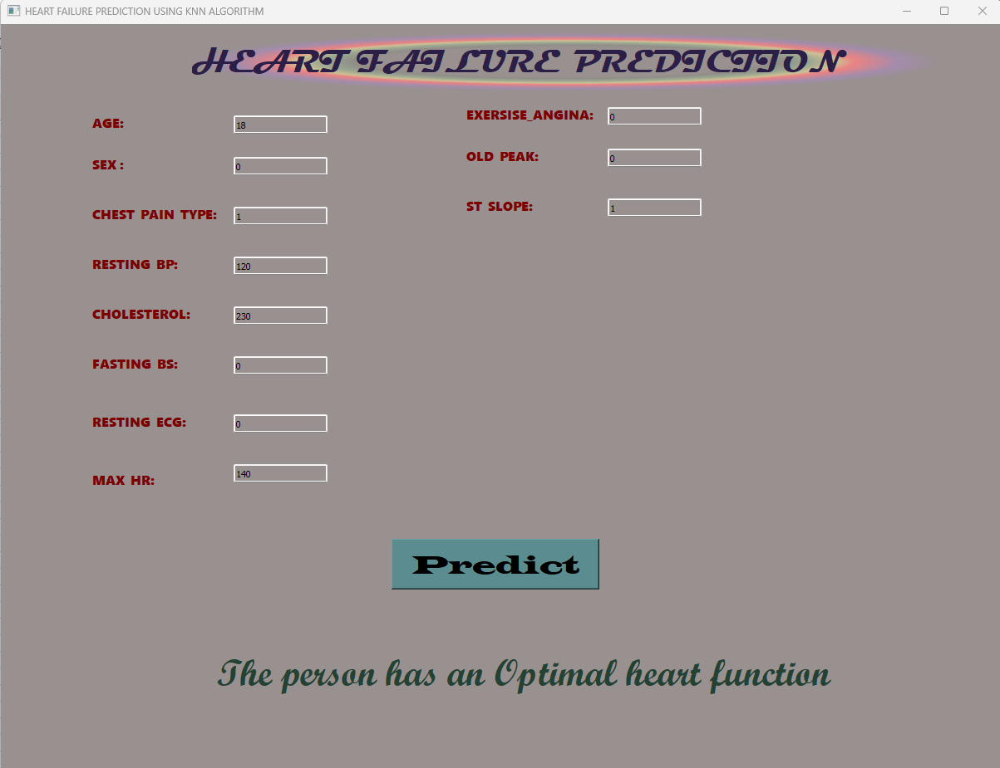 HEART FAILURE PREDICTION USING KNN ALGORITHM
HEART FAILURE PREDICTION
AGE: 18
SEX : 0
CHEST PAIN TYPE: 1
RESTING BP: 120
CHOLESTEROL: 230
FASTING BS: 0
RESTING ECG: 0
MAX HR: 140
EXERSISE_ANGINA: 0
OLD PEAK: 0
ST SLOPE: 1
Predict
The person has an Optimal heart function